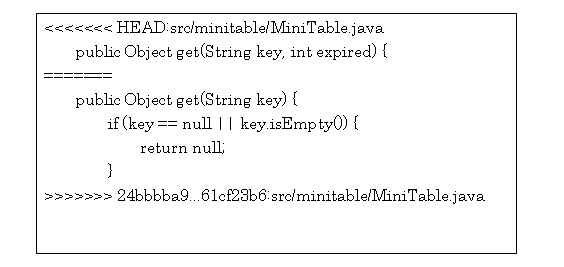 <<<<<<< HEAD:src/minitable/MiniTable.java
public Object get(String key, int expired) {
=======
public Object get(String key) {
if (key == null || key.isEmpty()) {
return null;
}
>>>>>>> 24bbbba9...61cf23b6:src/minitable/MiniTable.java